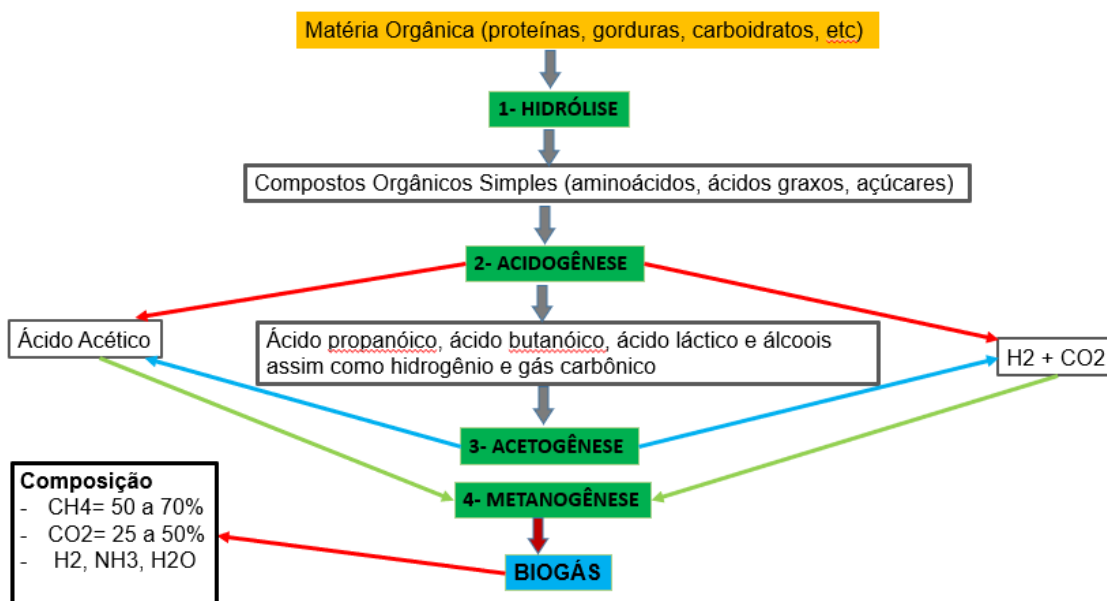 Matéria Orgânica (proteínas, gorduras, carboidratos, etc)
1- HIDRÓLISE
Compostos Orgânicos Simples (aminoácidos, ácidos graxos, açúcares)
2- ACIDOGÊNESE
Ácido Acético
Ácido propanóico, ácido butanóico, ácido láctico e álcoois
assim como hidrogênio e gás carbônico
H2 + CO2
3- ACETOGÊNESE
4- METANOGÊNESE
BIOGÁS
Composição
- CH4= 50 a 70%
- CO2= 25 a 50%
- H2, NH3, H2O